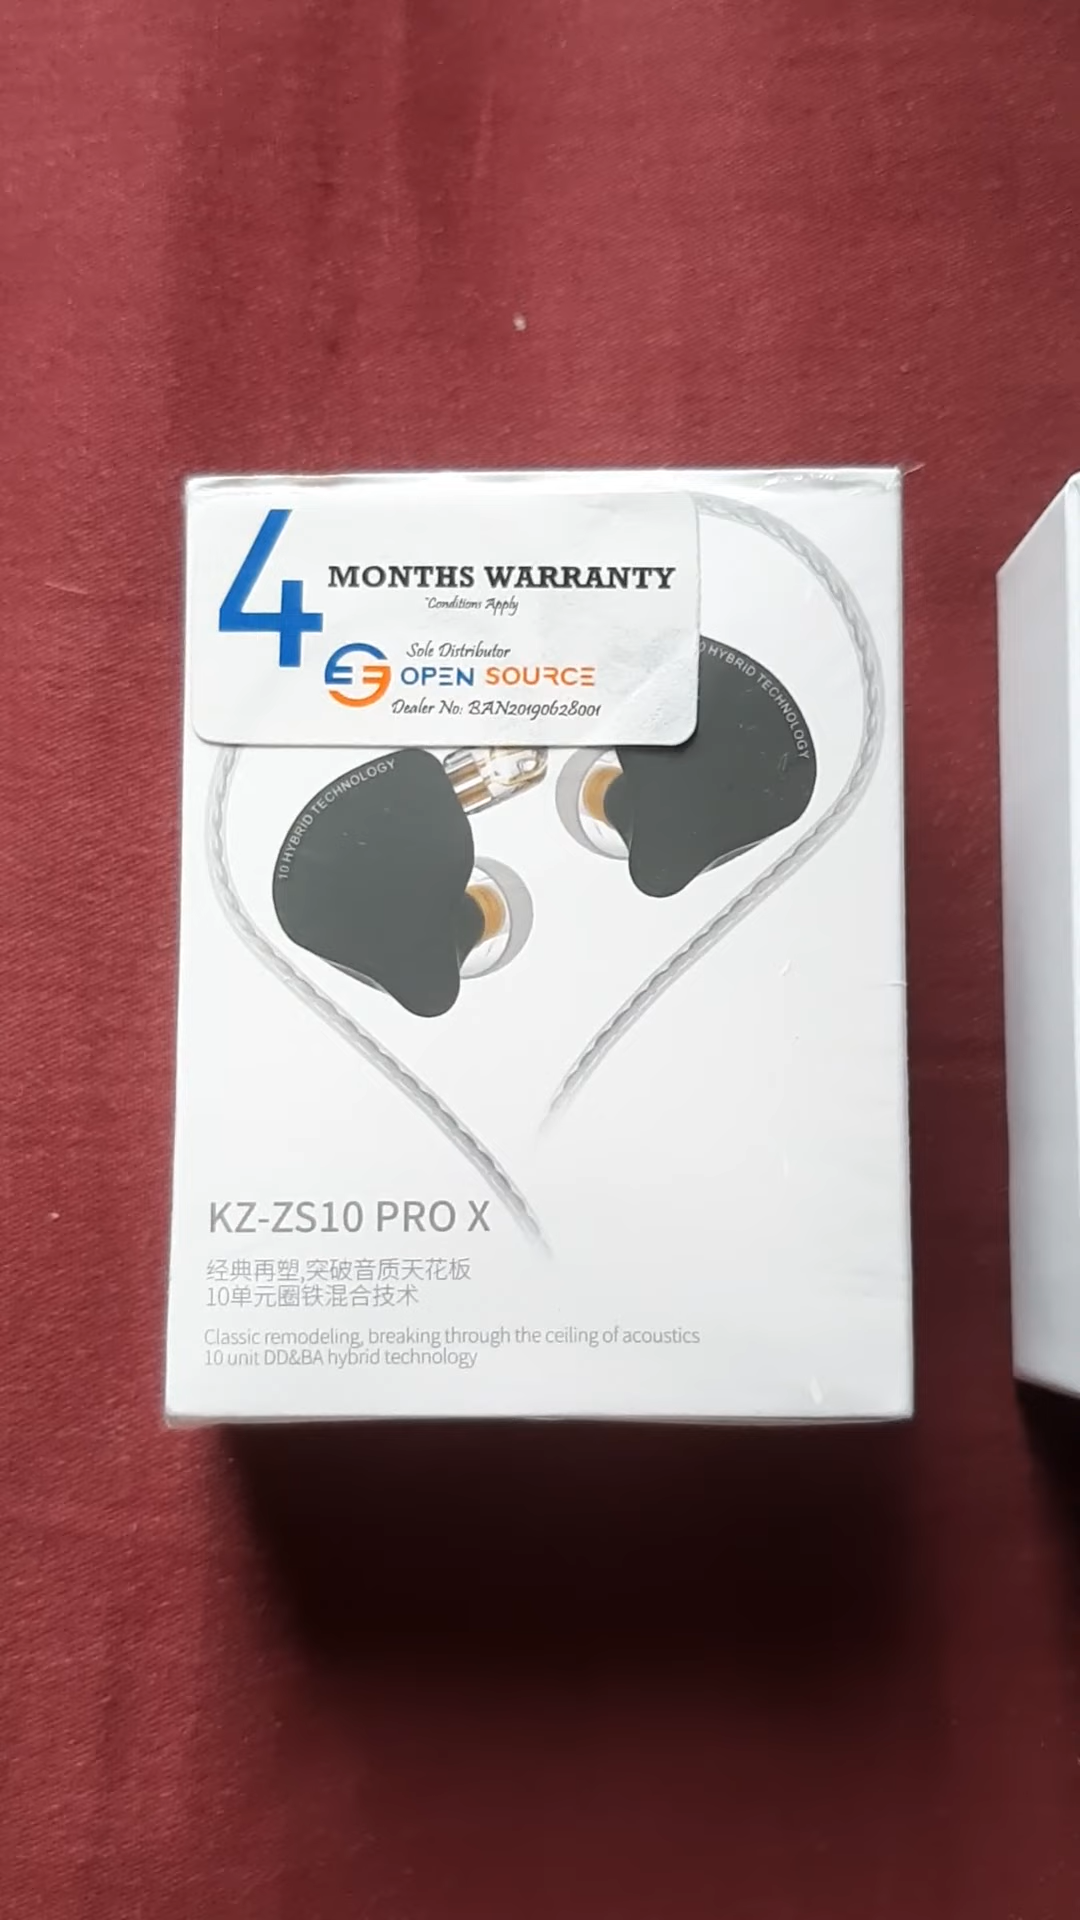 4
MONTHS WARRANTY
*Conditions Apply
Sole Distributor
OPEN SOURCE
Dealer No: BAN20190628001
0 HYBRID TECHNOLOGY
10 HYBRID TECHNOLOGY
KZ-ZS10 PRO X
经典再塑,突破音质天花板
10单元圈铁混合技术
Classic remodeling, breaking through the ceiling of acoustics
10 unit DD&BA hybrid technology